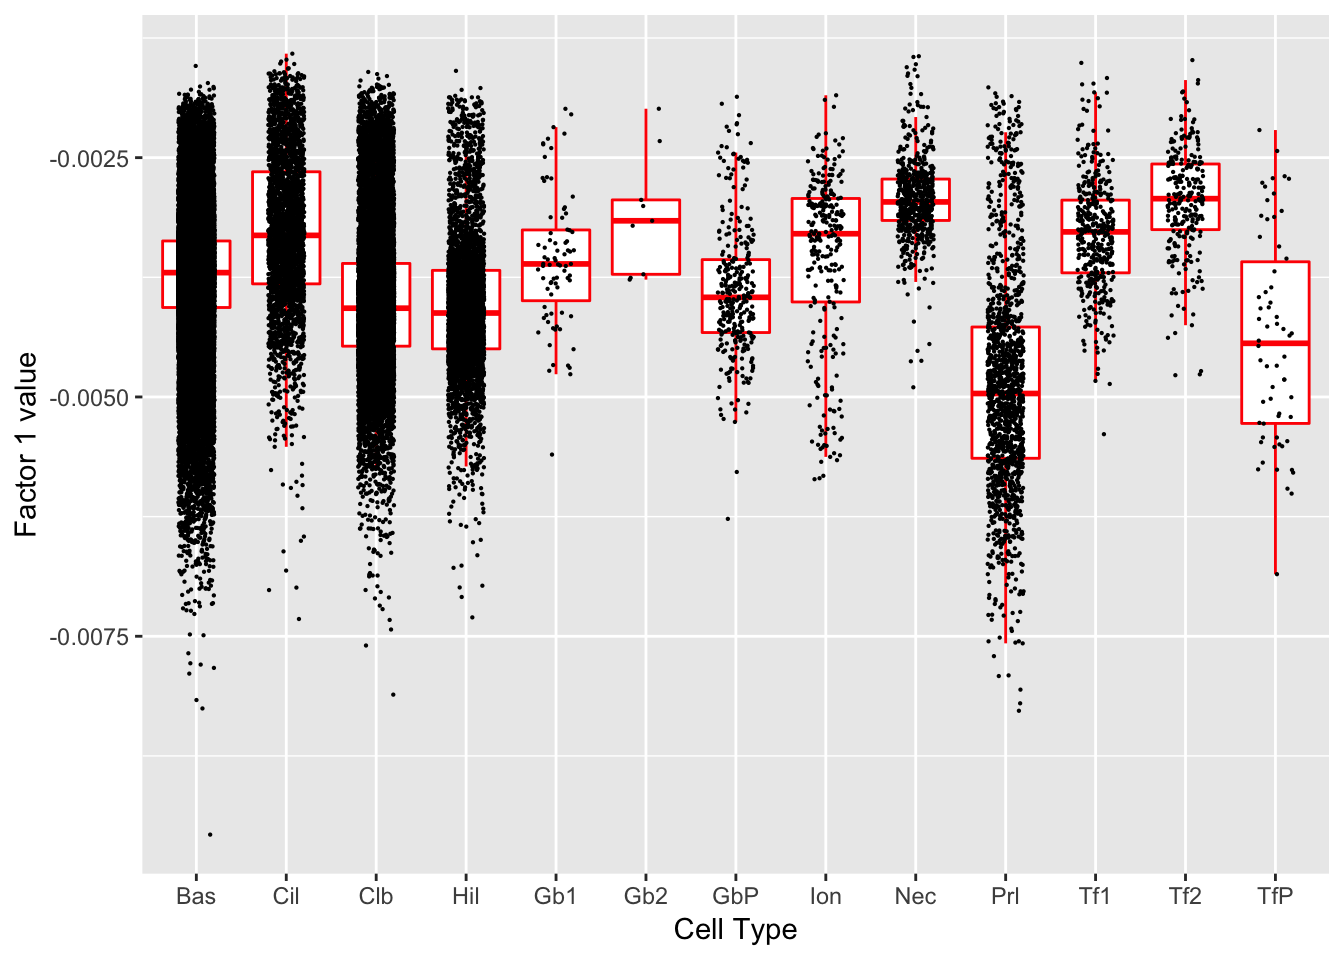 Factor 1 value
-0.0025
-0.0050
-0.0075
Bas Cil Clb Hil Gb1 Gb2 GbP Ion Nec Prl Tf1 Tf2 TfP
Cell Type